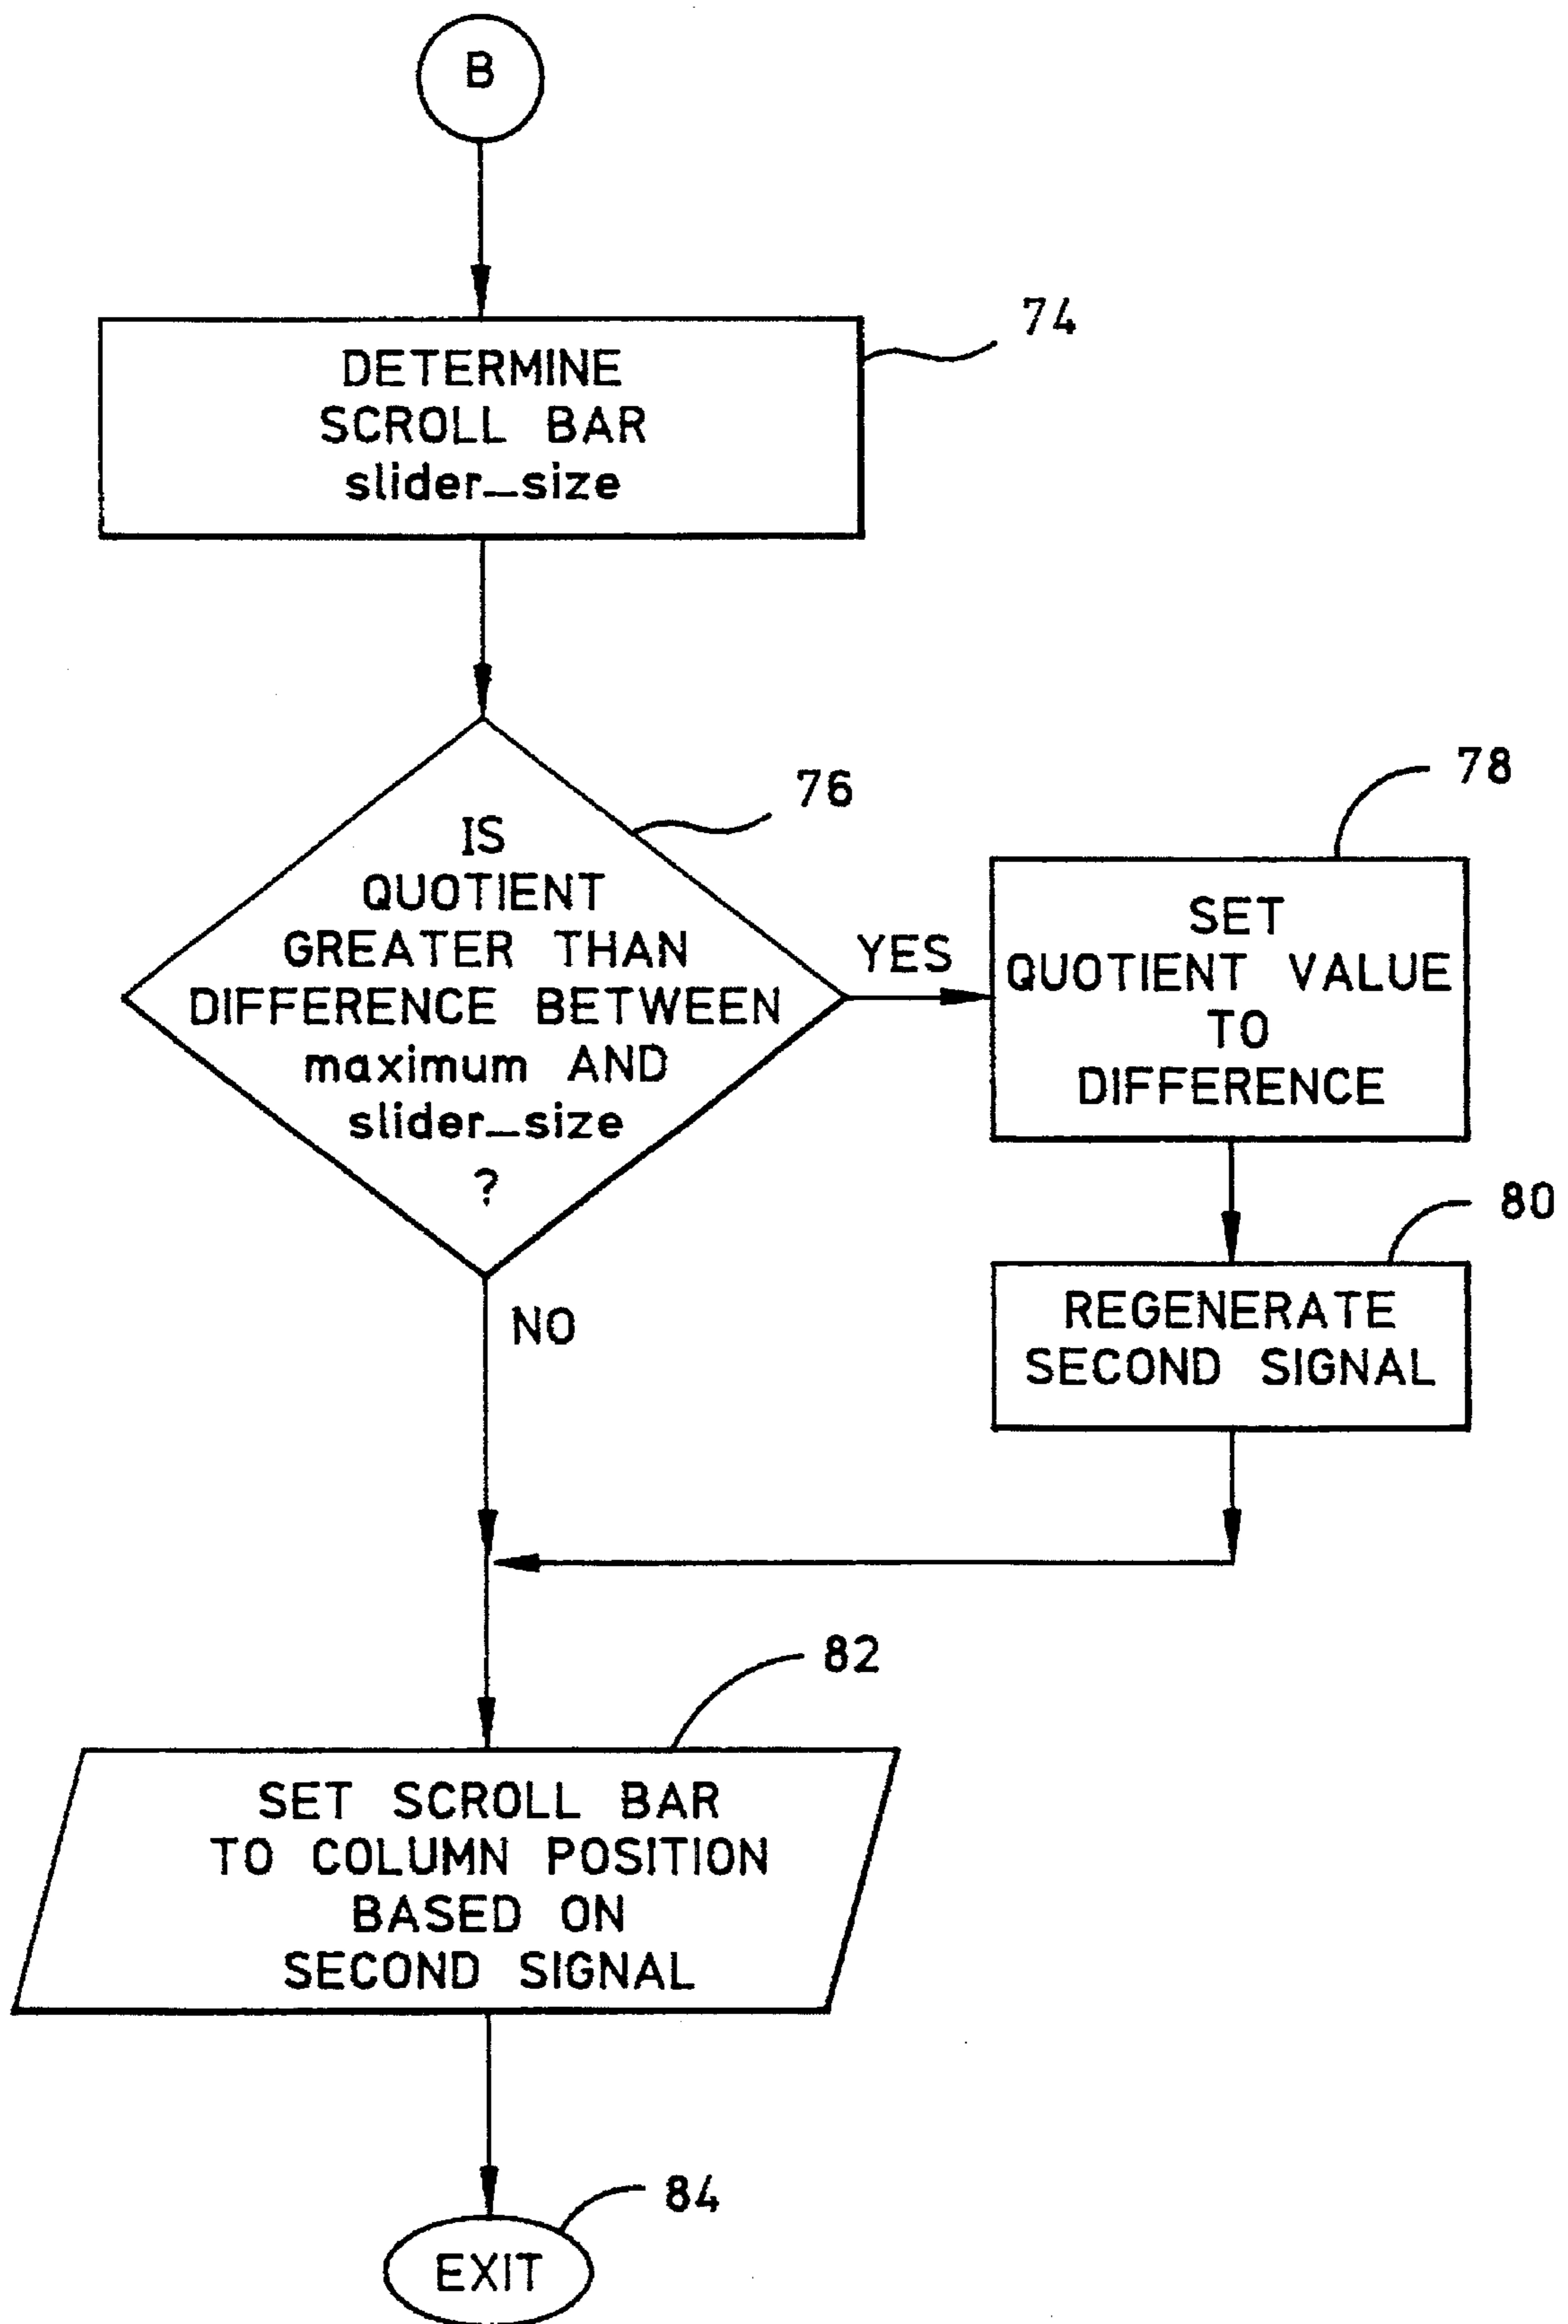 B
74
DETERMINE
SCROLL BAR
slider_size
76
IS
QUOTIENT
GREATER THAN
DIFFERENCE BETWEEN
maximum AND
slider_size
?
YES
78
SET
QUOTIENT VALUE
TO
DIFFERENCE
NO
80
REGENERATE
SECOND SIGNAL
82
SET SCROLL BAR
TO COLUMN POSITION
BASED ON
SECOND SIGNAL
84
EXIT